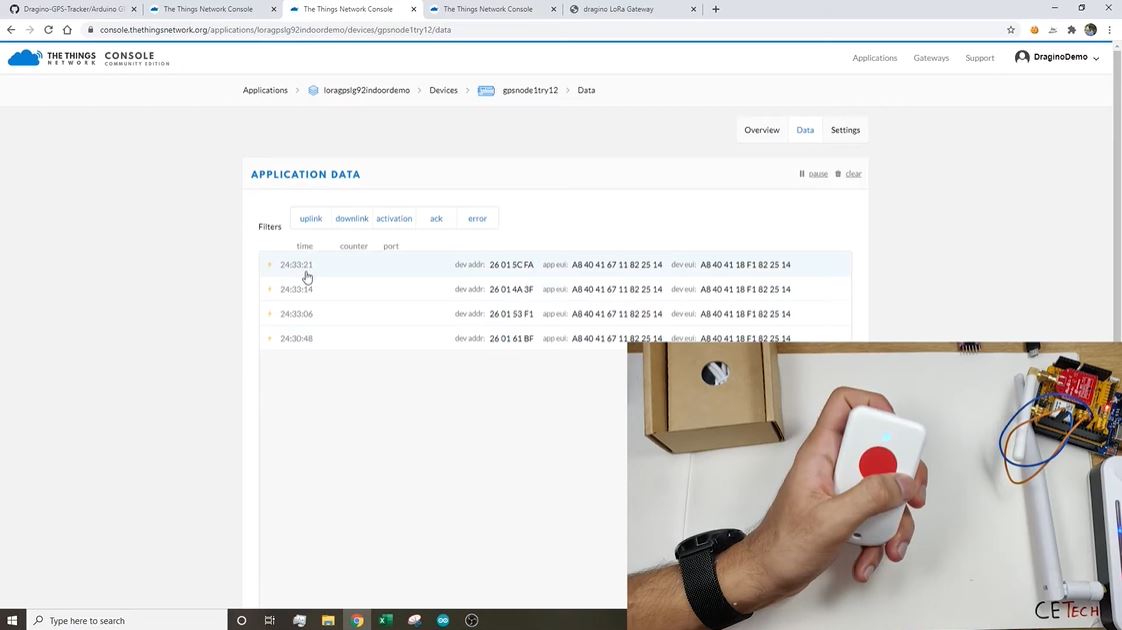 Dragino-GPS-Tracker/Arduino G
The Things Network Console
The Things Network Console
The Things Network Console
dragino LoRa Gateway
console.thethingsnetwork.org/applications/loragpslg92indoordemo/devices/gpsnode1try12/data
THE THINGS NETWORK
CONSOLE
COMMUNITY EDITION
Applications
Gateways
Support
DraginoDemo
Applications > loragpslg92indoordemo > Devices > gpsnode1try12 > Data
Overview
Data
Settings
APPLICATION DATA
pause
clear
Filters
uplink
downlink
activation
ack
error
time
counter
port
24:33:21 dev addr: 26 01 5C FA app eui: A8 40 41 67 11 82 25 14 dev eui: A8 40 41 18 F1 82 25 14
24:33:14 dev addr: 26 01 4A 3F app eui: A8 40 41 67 11 82 25 14 dev eui: A8 40 41 18 F1 82 25 14
24:33:06 dev addr: 26 01 53 F1 app eui: A8 40 41 67 11 82 25 14 dev eui: A8 40 41 18 F1 82 25 14
24:30:48 dev addr: 26 01 61 BF app eui: A8 40 41 67 11 82 25 14 dev eui: A8 40 41 18 F1 82 25 14
CETech
Type here to search